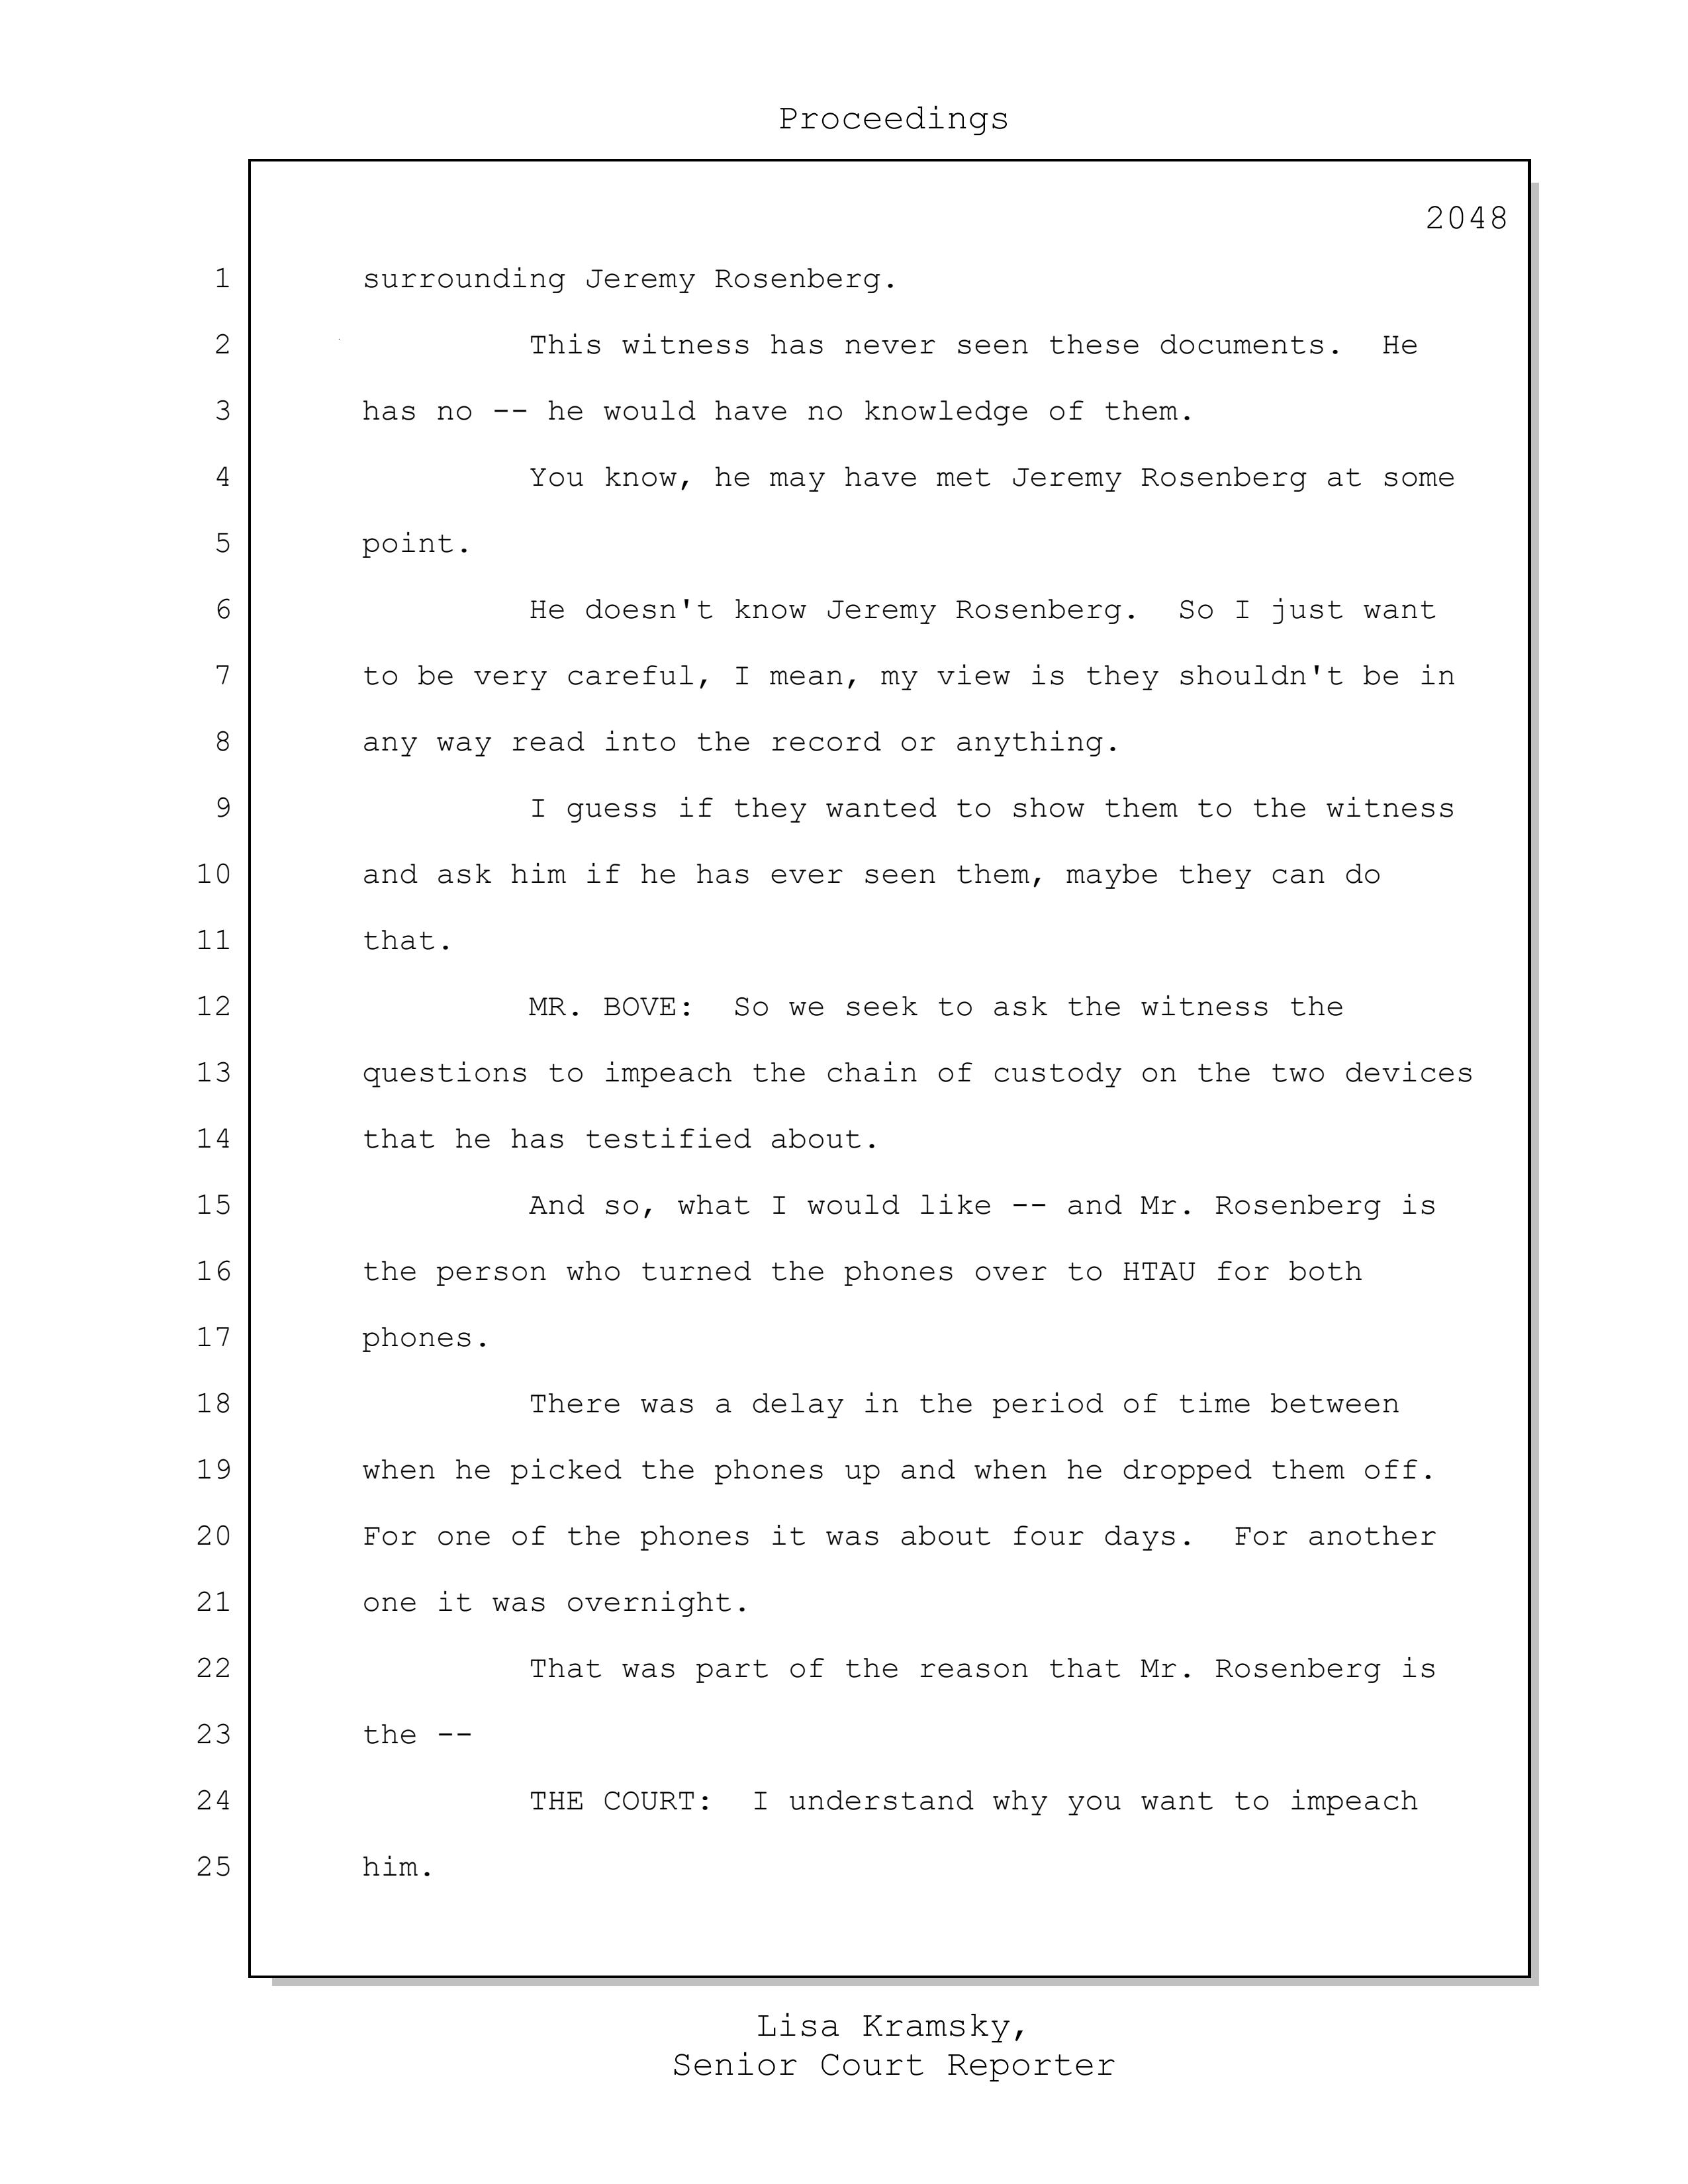 Proceedings
2048
1 surrounding Jeremy Rosenberg.
2 This witness has never seen these documents. He
3 has no -- he would have no knowledge of them.
4 You know, he may have met Jeremy Rosenberg at some
5 point.
6 He doesn't know Jeremy Rosenberg. So I just want
7 to be very careful, I mean, my view is they shouldn't be in
8 any way read into the record or anything.
9 I guess if they wanted to show them to the witness
10 and ask him if he has ever seen them, maybe they can do
11 that.
12 MR. BOVE: So we seek to ask the witness the
13 questions to impeach the chain of custody on the two devices
14 that he has testified about.
15 And so, what I would like -- and Mr. Rosenberg is
16 the person who turned the phones over to HTAU for both
17 phones.
18 There was a delay in the period of time between
19 when he picked the phones up and when he dropped them off.
20 For one of the phones it was about four days. For another
21 one it was overnight.
22 That was part of the reason that Mr. Rosenberg is
23 the --
24 THE COURT: I understand why you want to impeach
25 him.
Lisa Kramsky,
Senior Court Reporter